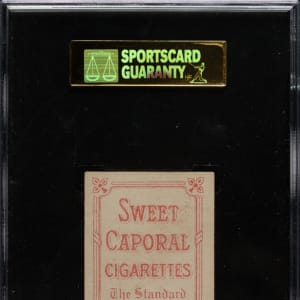 SPORTSCARD
GUARANTY
SWEET
CAPORAL
CIGARETTES
The Standard